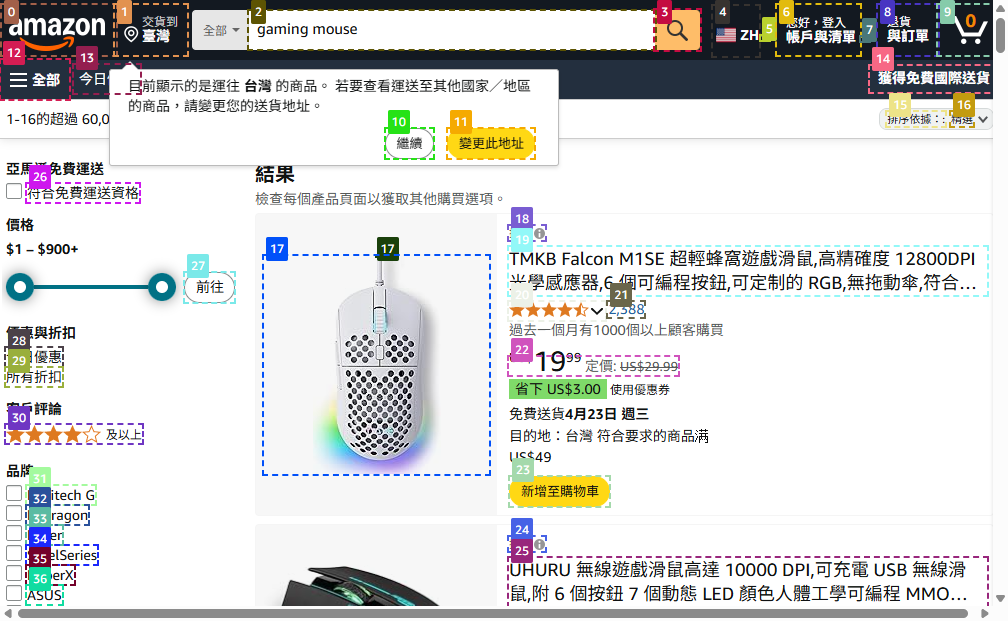 amazon
交貨到
臺灣
全部
gaming mouse
ZH
您好，登入
帳戶與清單
退貨
與訂單
0
全部
今日
獲得免費國際送貨
目前顯示的是運往 台灣 的商品。 若要查看運送至其他國家／地區
的商品，請變更您的送貨地址。
繼續
變更此地址
1-16的超過 60,0
排序依據：: 精選
亞馬遜免費運送
符合免費運送資格
價格
$1 – $900+
前往
優惠與折扣
今日優惠
所有折扣
客戶評論
及以上
品牌
Logitech G
ASUS
結果
檢查每個產品頁面以獲取其他購買選項。
TMKB Falcon M1SE 超輕蜂窩遊戲滑鼠,高精確度 12800DPI
光學感應器,6 個可編程按鈕,可定制的 RGB,無拖動傘,符合...
2,388
過去一個月有1000個以上顧客購買
19 99 定價: US$29.99
省下 US$3.00 使用優惠券
免費送貨4月23日 週三
目的地：台灣 符合要求的商品满
US$49
新增至購物車
UHURU 無線遊戲滑鼠高達 10000 DPI,可充電 USB 無線滑
鼠,附 6 個按鈕 7 個動態 LED 顏色人體工學可編程 MMO...
0
1
2
3
4
5
6
7
8
9
10
11
12
13
14
15
16
17
17
18
19
20
21
22
23
24
25
26
27
28
29
30
31
32
33
34
35
36